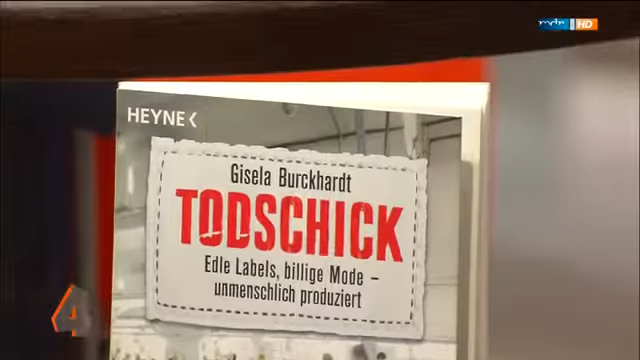 mdr HD
HEYNE<
Gisela Burckhardt
TODSCHICK
Edle Labels, billige Mode –
unmenschlich produziert
4